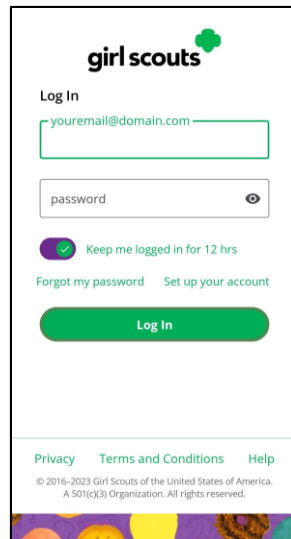 girl scouts
Log In
youremail@domain.com
password
Keep me logged in for 12 hrs
Forgot my password Set up your account
Log In
Privacy Terms and Conditions Help
© 2016–2023 Girl Scouts of the United States of America.
A 501(c)(3) Organization. All rights reserved.